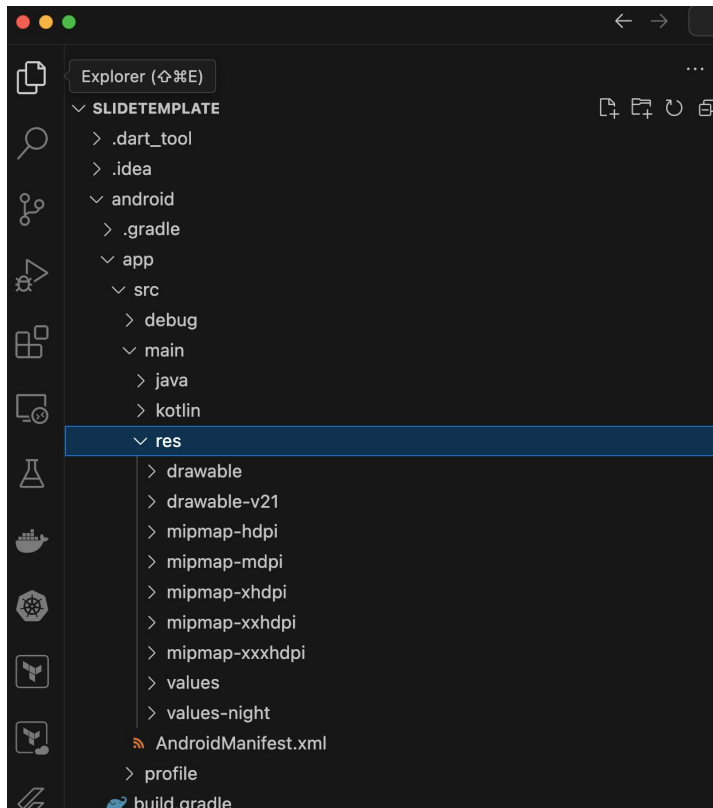 Explorer (⇧⌘E)
SLIDETEMPLATE
.dart_tool
.idea
android
.gradle
app
src
debug
main
java
kotlin
res
drawable
drawable-v21
mipmap-hdpi
mipmap-mdpi
mipmap-xhdpi
mipmap-xxhdpi
mipmap-xxxhdpi
values
values-night
AndroidManifest.xml
profile
build.gradle